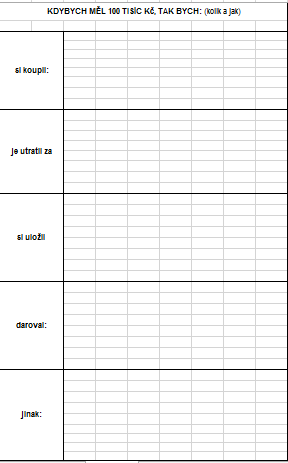 KDYBYCH MĚL 100 TISÍC Kč, TAK BYCH: (kolik a jak)
si koupil:
je utratil za
si uložil
daroval:
jinak: